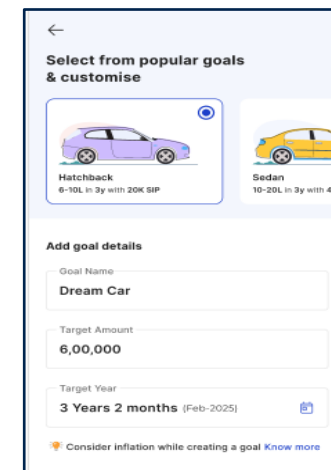 Select from popular goals
& customise
Hatchback
6-10L in 3y with 20K SIP
Sedan
10-20L in 3y with 4
Add goal details
Goal Name
Dream Car
Target Amount
6,00,000
Target Year
3 Years 2 months (Feb-2025)
Consider inflation while creating a goal Know more